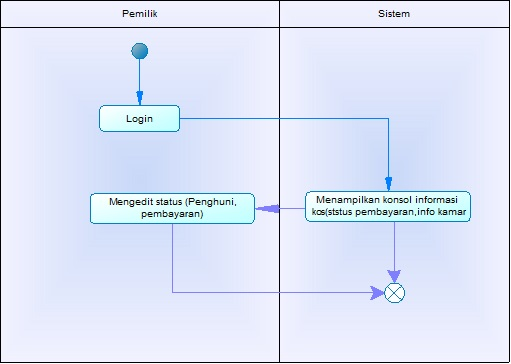 Pemilik
Sistem
Login
Mengedit status (Penghuni,
pembayaran)
Menampilkan konsol informasi
kos(ststus pembayaran,info kamar